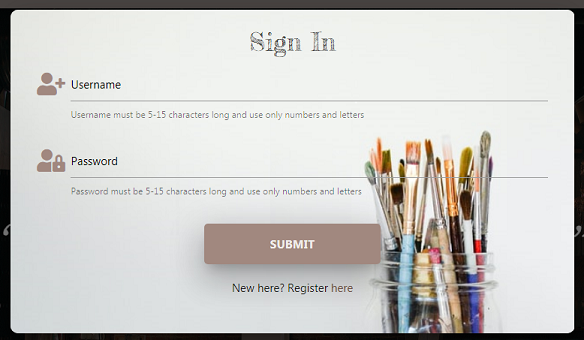 Sign In
Username
Username must be 5-15 characters long and use only numbers and letters
Password
Password must be 5-15 characters long and use only numbers and letters
SUBMIT
New here? Register here